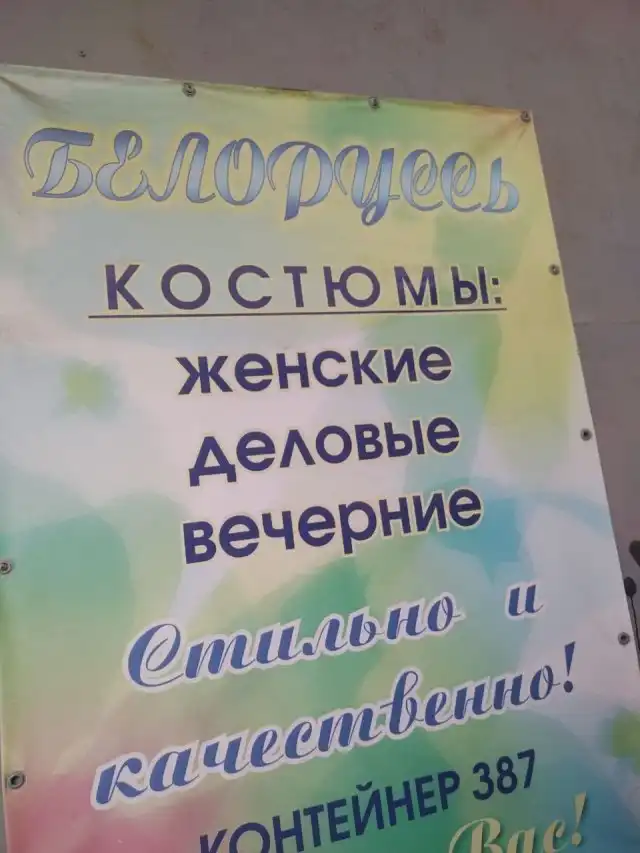 БЕЛОРУССЬ
КОСТЮМЫ:
женские
деловые
вечерние
Стильно и
качественно!
КОНТЕЙНЕР 387
Вас!